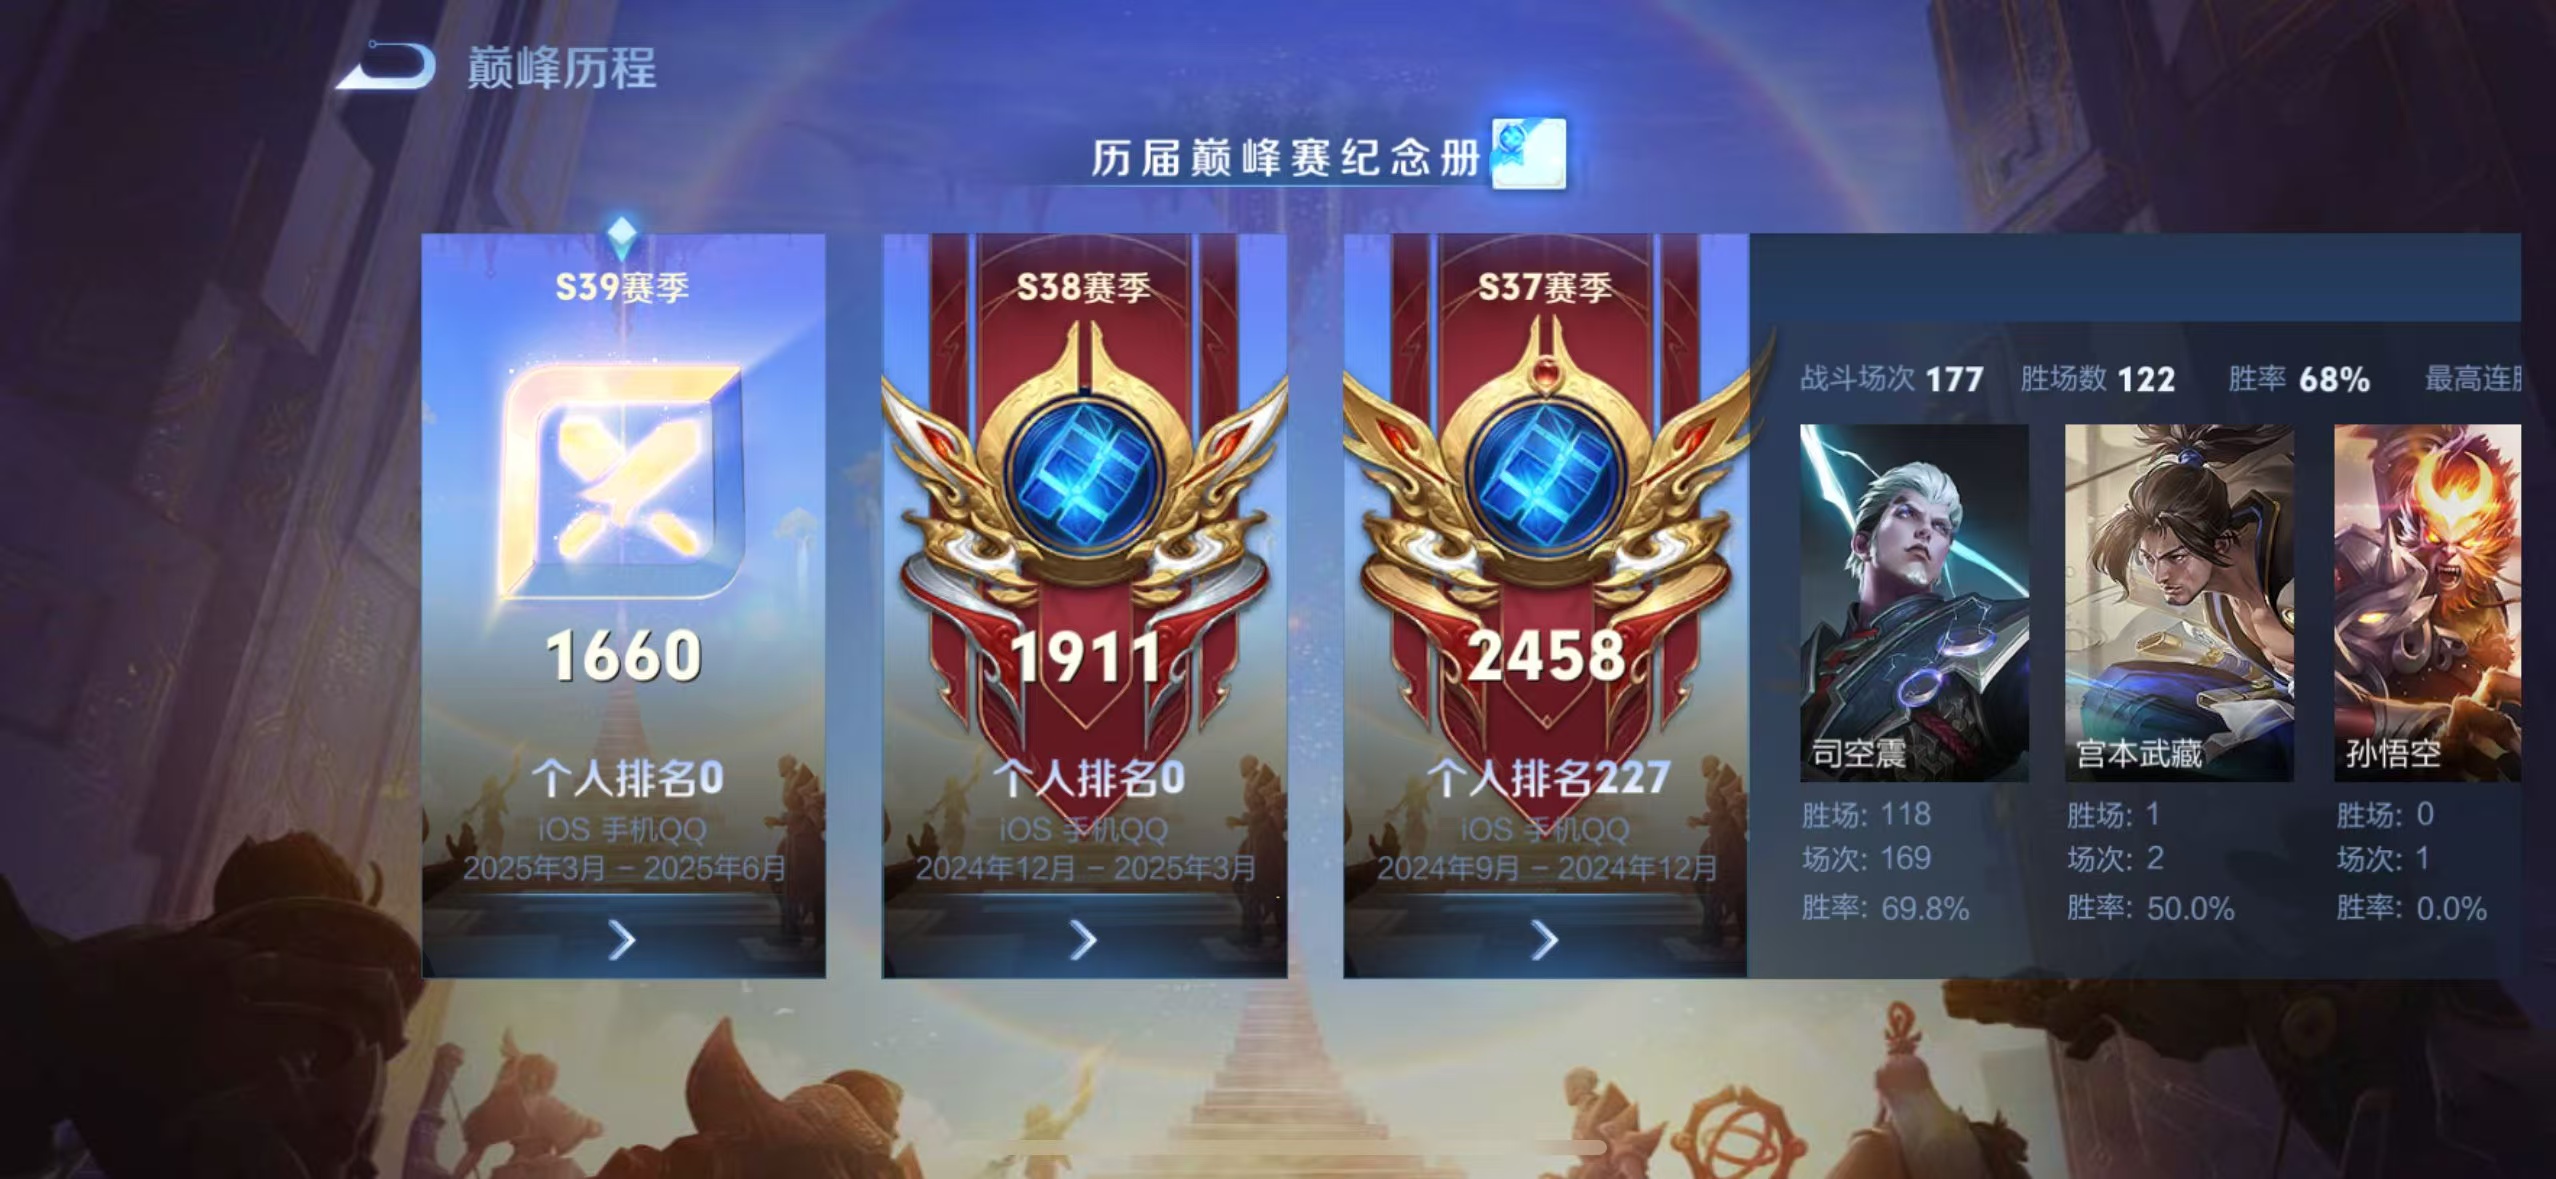 巅峰历程
历届巅峰赛纪念册
S39赛季
1660
个人排名0
iOS 手机QQ
2025年3月 – 2025年6月
S38赛季
1911
个人排名0
iOS 手机QQ
2024年12月 – 2025年3月
S37赛季
2458
个人排名227
iOS 手机QQ
2024年9月 – 2024年12月
战斗场次 177 胜场数 122 胜率 68% 最高连
司空震
胜场: 118
场次: 169
胜率: 69.8%
宫本武藏
胜场: 1
场次: 2
胜率: 50.0%
孙悟空
胜场: 0
场次: 1
胜率: 0.0%